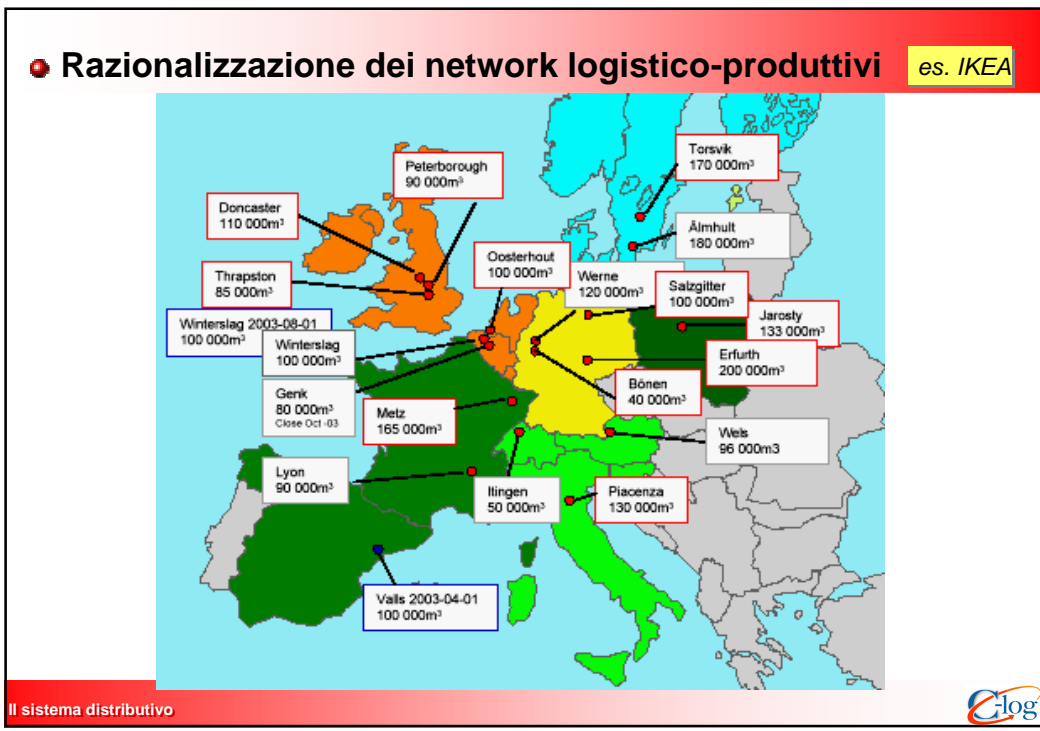 Razionalizzazione dei network logistico-produttivi
es. IKEA
Torsvik
170 000m³
Peterborough
90 000m³
Doncaster
110 000m³
Älmhult
180 000m³
Oosterhout
100 000m³
Werne
120 000m³
Thrapston
85 000m³
Salzgitter
100 000m³
Jarosty
133 000m³
Winterslag 2003-08-01
100 000m³
Winterslag
100 000m³
Erfurth
200 000m³
Bönen
40 000m³
Genk
80 000m³
Close Oct -03
Metz
165 000m³
Wels
96 000m3
Lyon
90 000m³
Itingen
50 000m³
Piacenza
130 000m³
Valls 2003-04-01
100 000m³
Il sistema distributivo
C-log